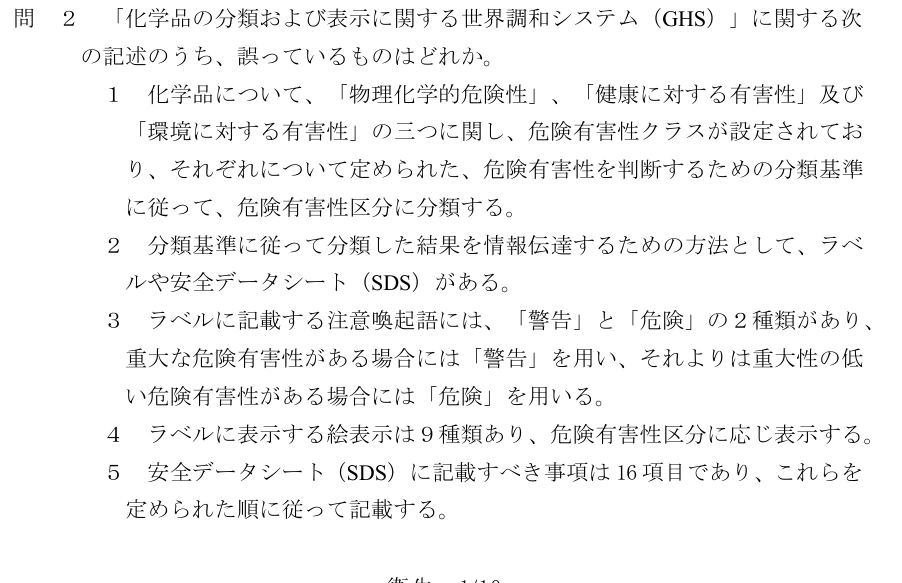 問　２　「化学品の分類および表示に関する世界調和システム（GHS）」に関する次
の記述のうち、誤っているものはどれか。
１　化学品について、「物理化学的危険性」、「健康に対する有害性」及び
「環境に対する有害性」の三つに関し、危険有害性クラスが設定されてお
り、それぞれについて定められた、危険有害性を判断するための分類基準
に従って、危険有害性区分に分類する。
２　分類基準に従って分類した結果を情報伝達するための方法として、ラベ
ルや安全データシート（SDS）がある。
３　ラベルに記載する注意喚起語には、「警告」と「危険」の２種類があり、
重大な危険有害性がある場合には「警告」を用い、それよりは重大性の低
い危険有害性がある場合には「危険」を用いる。
４　ラベルに表示する絵表示は９種類あり、危険有害性区分に応じ表示する。
５　安全データシート（SDS）に記載すべき事項は 16 項目であり、これらを
定められた順に従って記載する。